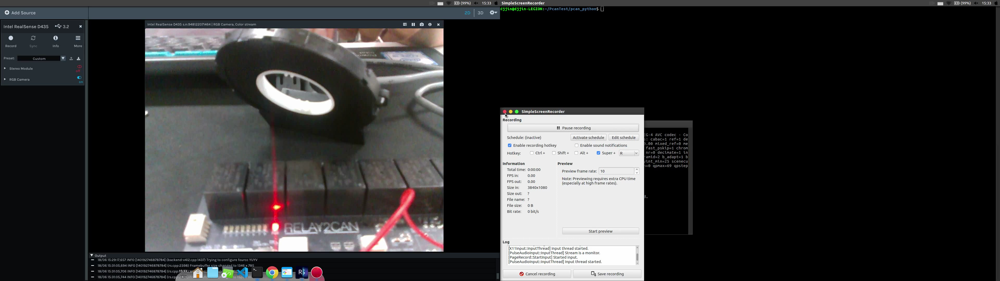 (99%) 15:33
SimpleScreenRecorder
(99%) 15:33
Add Source
2D | 3D
djjin@djjin-LEGION:~/PcanTest/pcan_python$
Intel RealSense D435 3.2
Record Sync Info More
Preset: Custom
Stereo Module off
RGB Camera on
Intel RealSense D435 s.n:948122071464 | RGB Camera, Color stream
RELAY2CAN
Output
18/06 15:29:17,657 INFO [140192746878784] (backend-v4l2.cpp:1437) Trying to configure fourcc YUYV
18/06 15:31:05,694 INFO [140192746878784] (rs.cpp:2398) Framebuffer size changed to 1346 x 785
18/06 15:31:05,706 INFO [140192746878784] (rs.cpp:
18/06 15:31:05,744 INFO [140192746878784] (rs.cpp:
15:33
RS
SimpleScreenRecorder
Recording
Pause recording
Schedule: (inactive) Activate schedule Edit schedule
Enable recording hotkey Enable sound notifications
Hotkey: Ctrl + Shift + Alt + Super + R
Information
Total time: 0:00:00
FPS in: 0.00
FPS out: 0.00
Size in: 3840x1080
Size out: ?
File name: ?
File size: 0 B
Bit rate: 0 bit/s
Preview
Preview frame rate: 10
Note: Previewing requires extra CPU time
(especially at high frame rates).
Start preview
Log
[X11Input::InputThread] Input thread started.
[PulseAudioInput::InputThread] Stream is a monitor.
[PageRecord::StartInput] Started input.
[PulseAudioInput::InputThread] Input thread started.
Cancel recording Save recording
EG-4 AVC codec - Co
s: cabac=1 ref=1 de
0.00 mixed_ref=0 me
fast_pskip=1 chrom
nr=0 decimate=1 in
ramid=2 b_adapt=1 b
yint_min=25 scenecu
n=0 qpmax=69 qpstep
d.